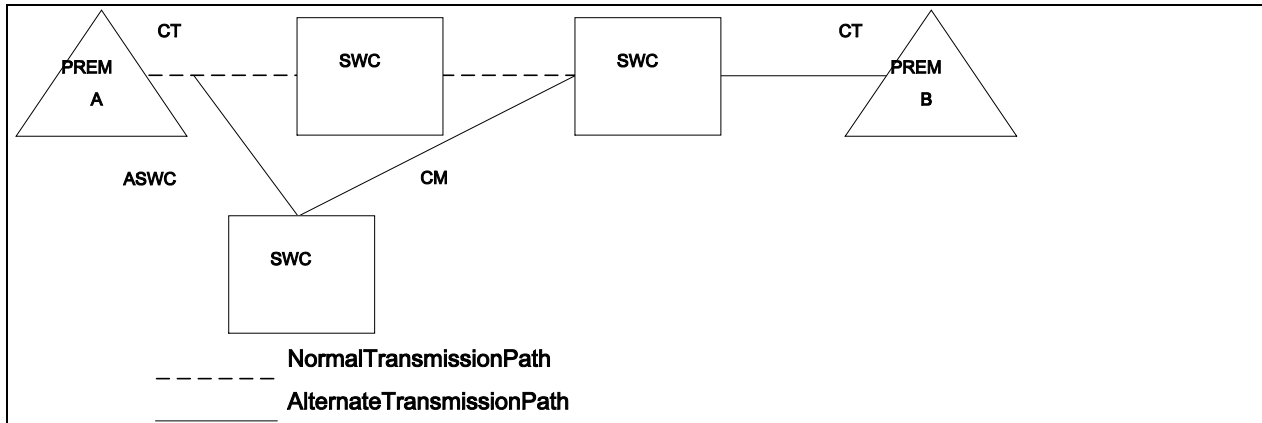 CT
CT
PREM
A
SWC
SWC
PREM
B
ASWC
CM
SWC
NormalTransmissionPath
AlternateTransmissionPath